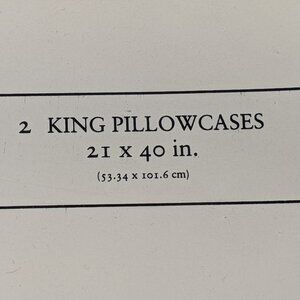 2 KING PILLOWCASES
21 x 40 in.
(53.34 x 101.6 cm)